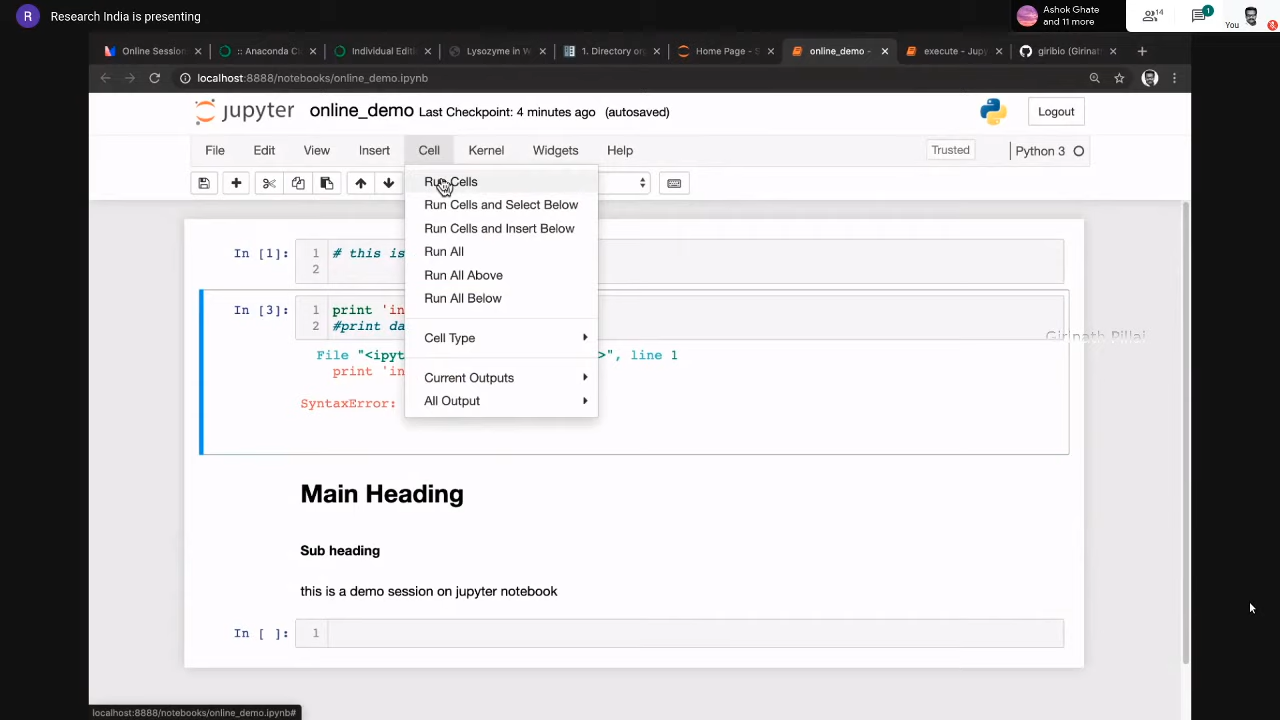 R Research India is presenting
Ashok Ghate
and 11 more
14
1
You
Online Session
:: Anaconda C
Individual Editi
Lysozyme in W
1. Directory or
Home Page - S
online_demo -
execute - Jupy
giribio (Girinat
localhost:8888/notebooks/online_demo.ipynb
jupyter online_demo Last Checkpoint: 4 minutes ago (autosaved)
Logout
File Edit View Insert Cell Kernel Widgets Help
Trusted
Python 3
Run Cells
Run Cells and Select Below
Run Cells and Insert Below
Run All
Run All Above
Run All Below
Cell Type
Current Outputs
All Output
In [1]: 1 # this is
2
In [3]: 1 print 'in
2 #print da
File "<ipyt >", line 1
print 'in
SyntaxError:
Girinath Pillai
Main Heading
Sub heading
this is a demo session on jupyter notebook
In [ ]: 1
localhost:8888/notebooks/online_demo.ipynb#